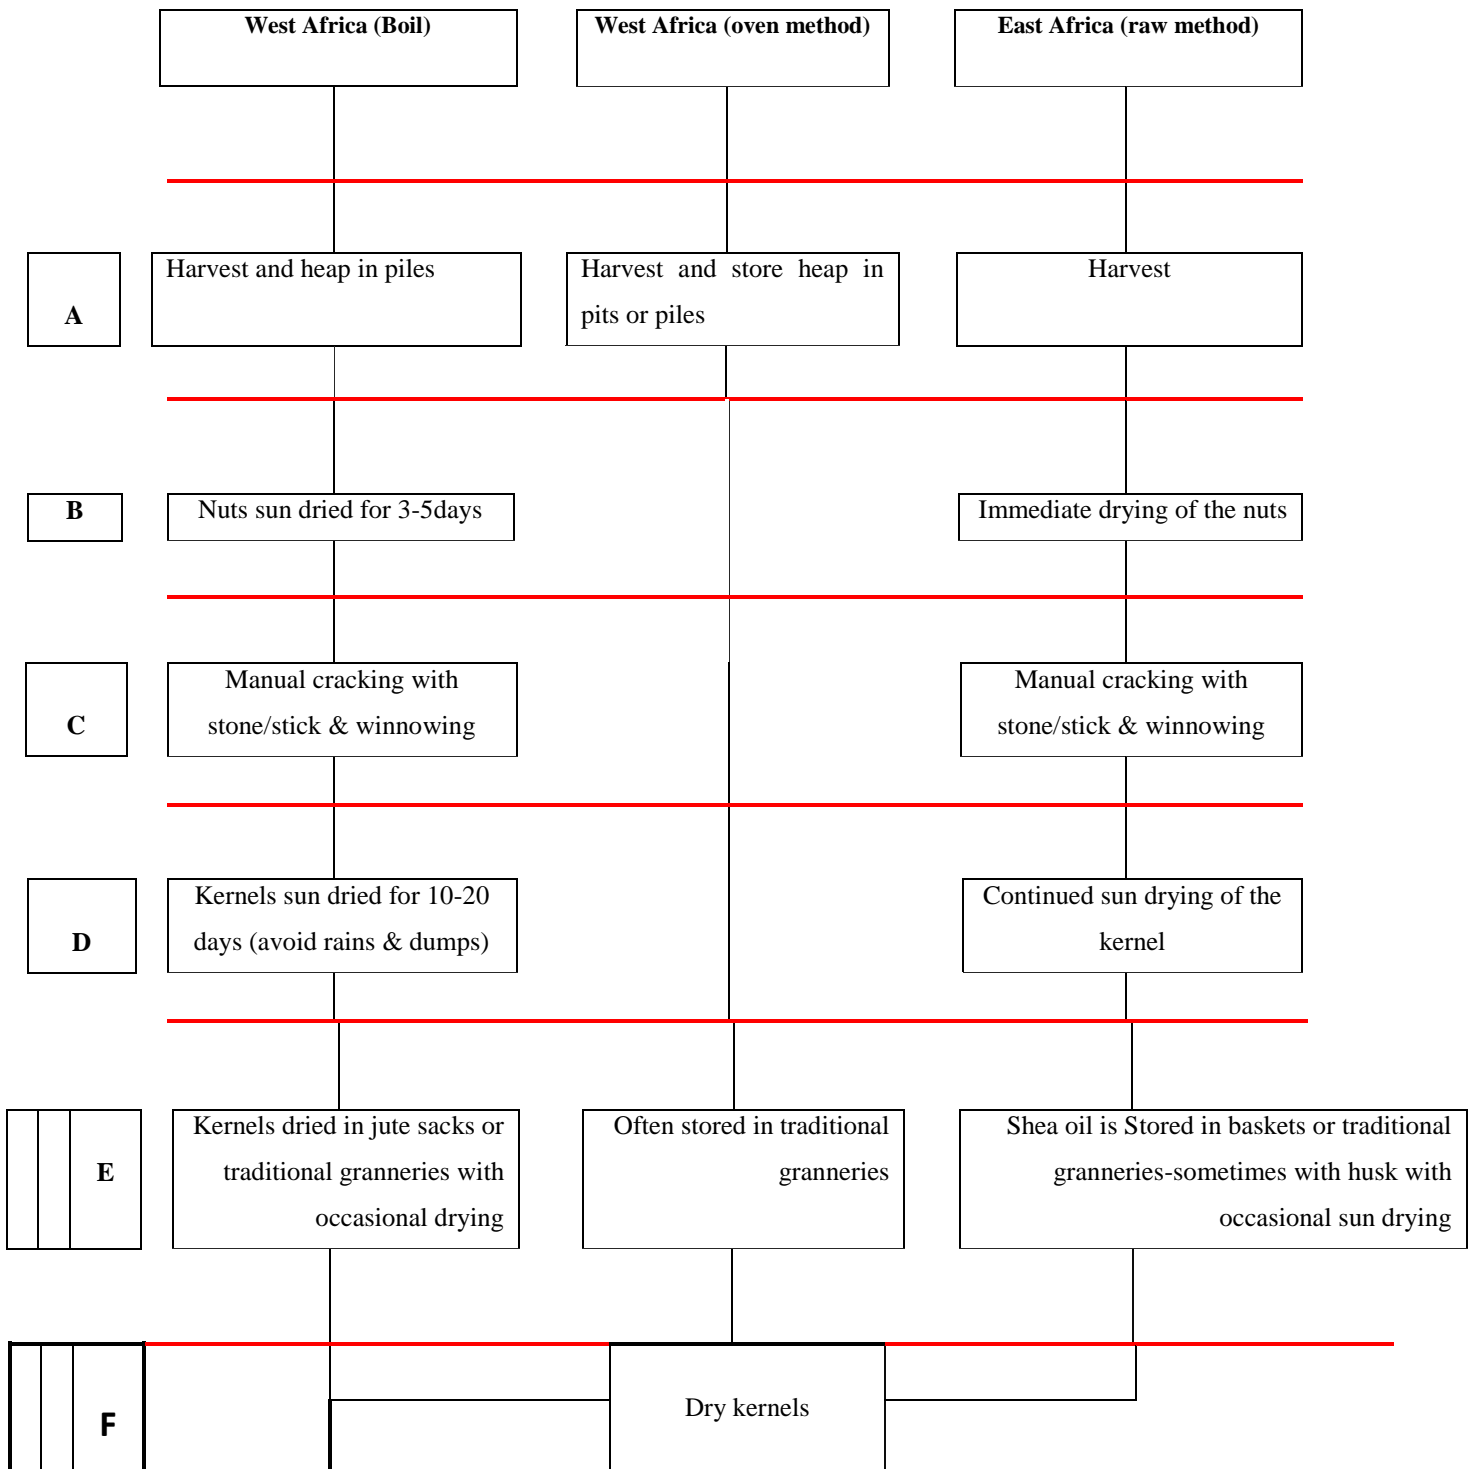 West Africa (Boil)
West Africa (oven method)
East Africa (raw method)
A
Harvest and heap in piles
Harvest and store heap in
pits or piles
Harvest
B
Nuts sun dried for 3-5days
Immediate drying of the nuts
C
Manual cracking with
stone/stick & winnowing
Manual cracking with
stone/stick & winnowing
D
Kernels sun dried for 10-20
days (avoid rains & dumps)
Continued sun drying of the
kernel
E
Kernels dried in jute sacks or
traditional granneries with
occasional drying
Often stored in traditional
granneries
Shea oil is Stored in baskets or traditional
granneries-sometimes with husk with
occasional sun drying
F
Dry kernels